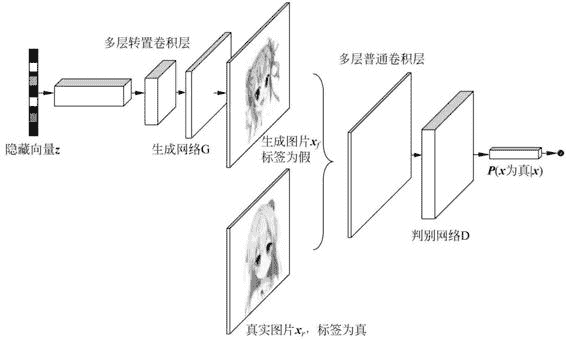 多层转置卷积层
多层普通卷积层
隐藏向量z
生成网络G
生成图片x_f
标签为假
P(x为真|x)
判别网络D
真实图片x_r，标签为真